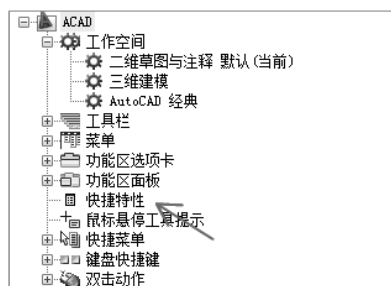 ACAD
工作空间
二维草图与注释 默认(当前)
三维建模
AutoCAD 经典
工具栏
菜单
功能区选项卡
功能区面板
快捷特性
鼠标悬停工具提示
快捷菜单
键盘快捷键
双击动作